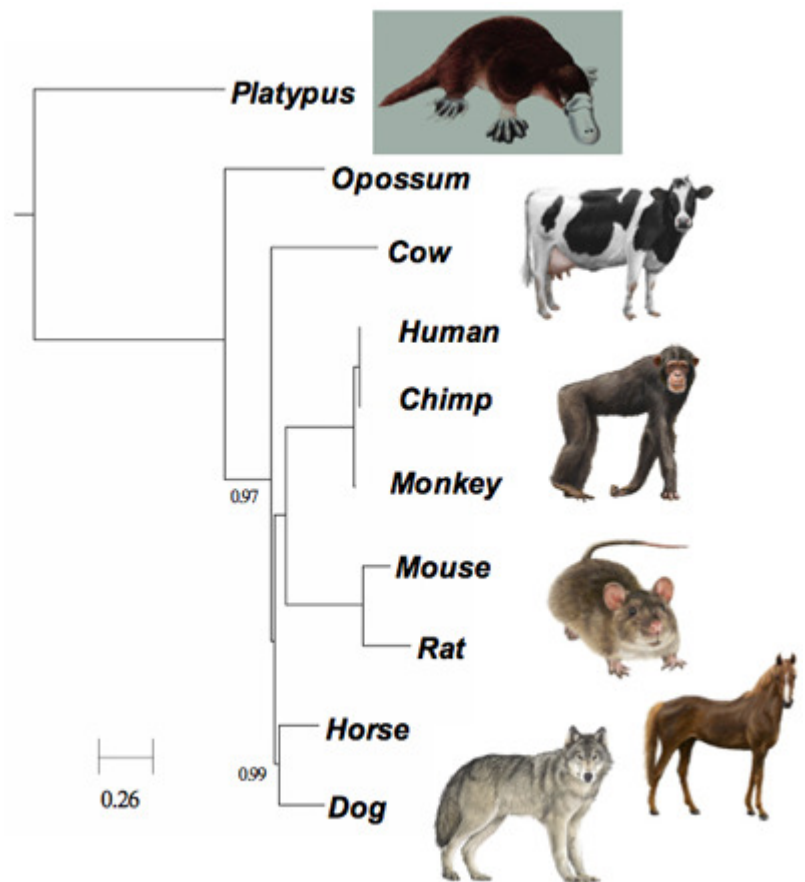 Platypus
Opossum
Cow
Human
Chimp
Monkey
0.97
Mouse
Rat
Horse
0.99
0.26
Dog